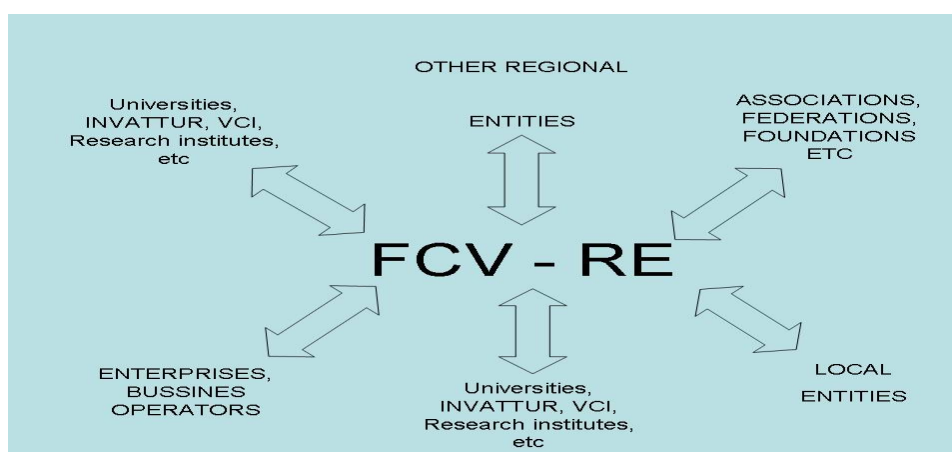 OTHER REGIONAL
ENTITIES
Universities,
INVATTUR, VCI,
Research institutes,
etc
ASSOCIATIONS,
FEDERATIONS,
FOUNDATIONS
ETC
FCV - RE
ENTERPRISES,
BUSSINES
OPERATORS
Universities,
INVATTUR, VCI,
Research institutes,
etc
LOCAL
ENTITIES